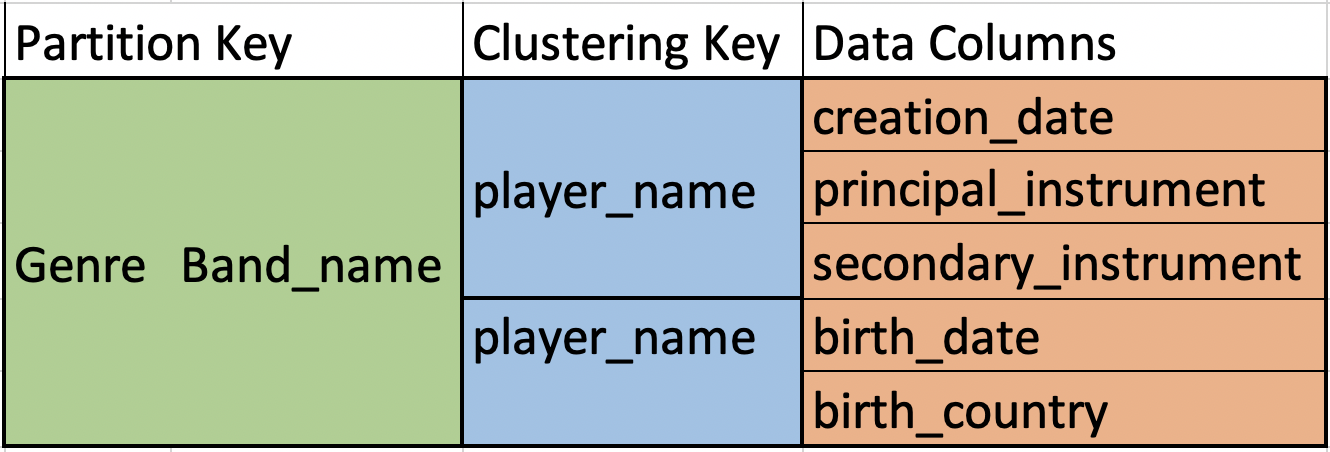 Partition Key Clustering Key Data Columns
creation_date
player_name principal_instrument
Genre Band_name secondary_instrument
player_name birth_date
birth_country